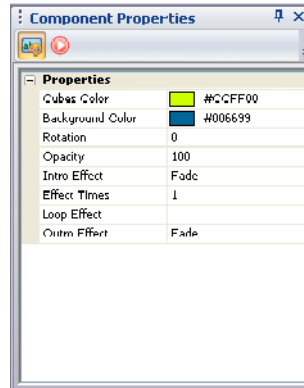 Component Properties
Properties
Cubes Color #CCFF00
Background Color #006699
Rotation 0
Opacity 100
Intro Effect Fade
Effect Times 1
Loop Effect
Outro Effect Fade